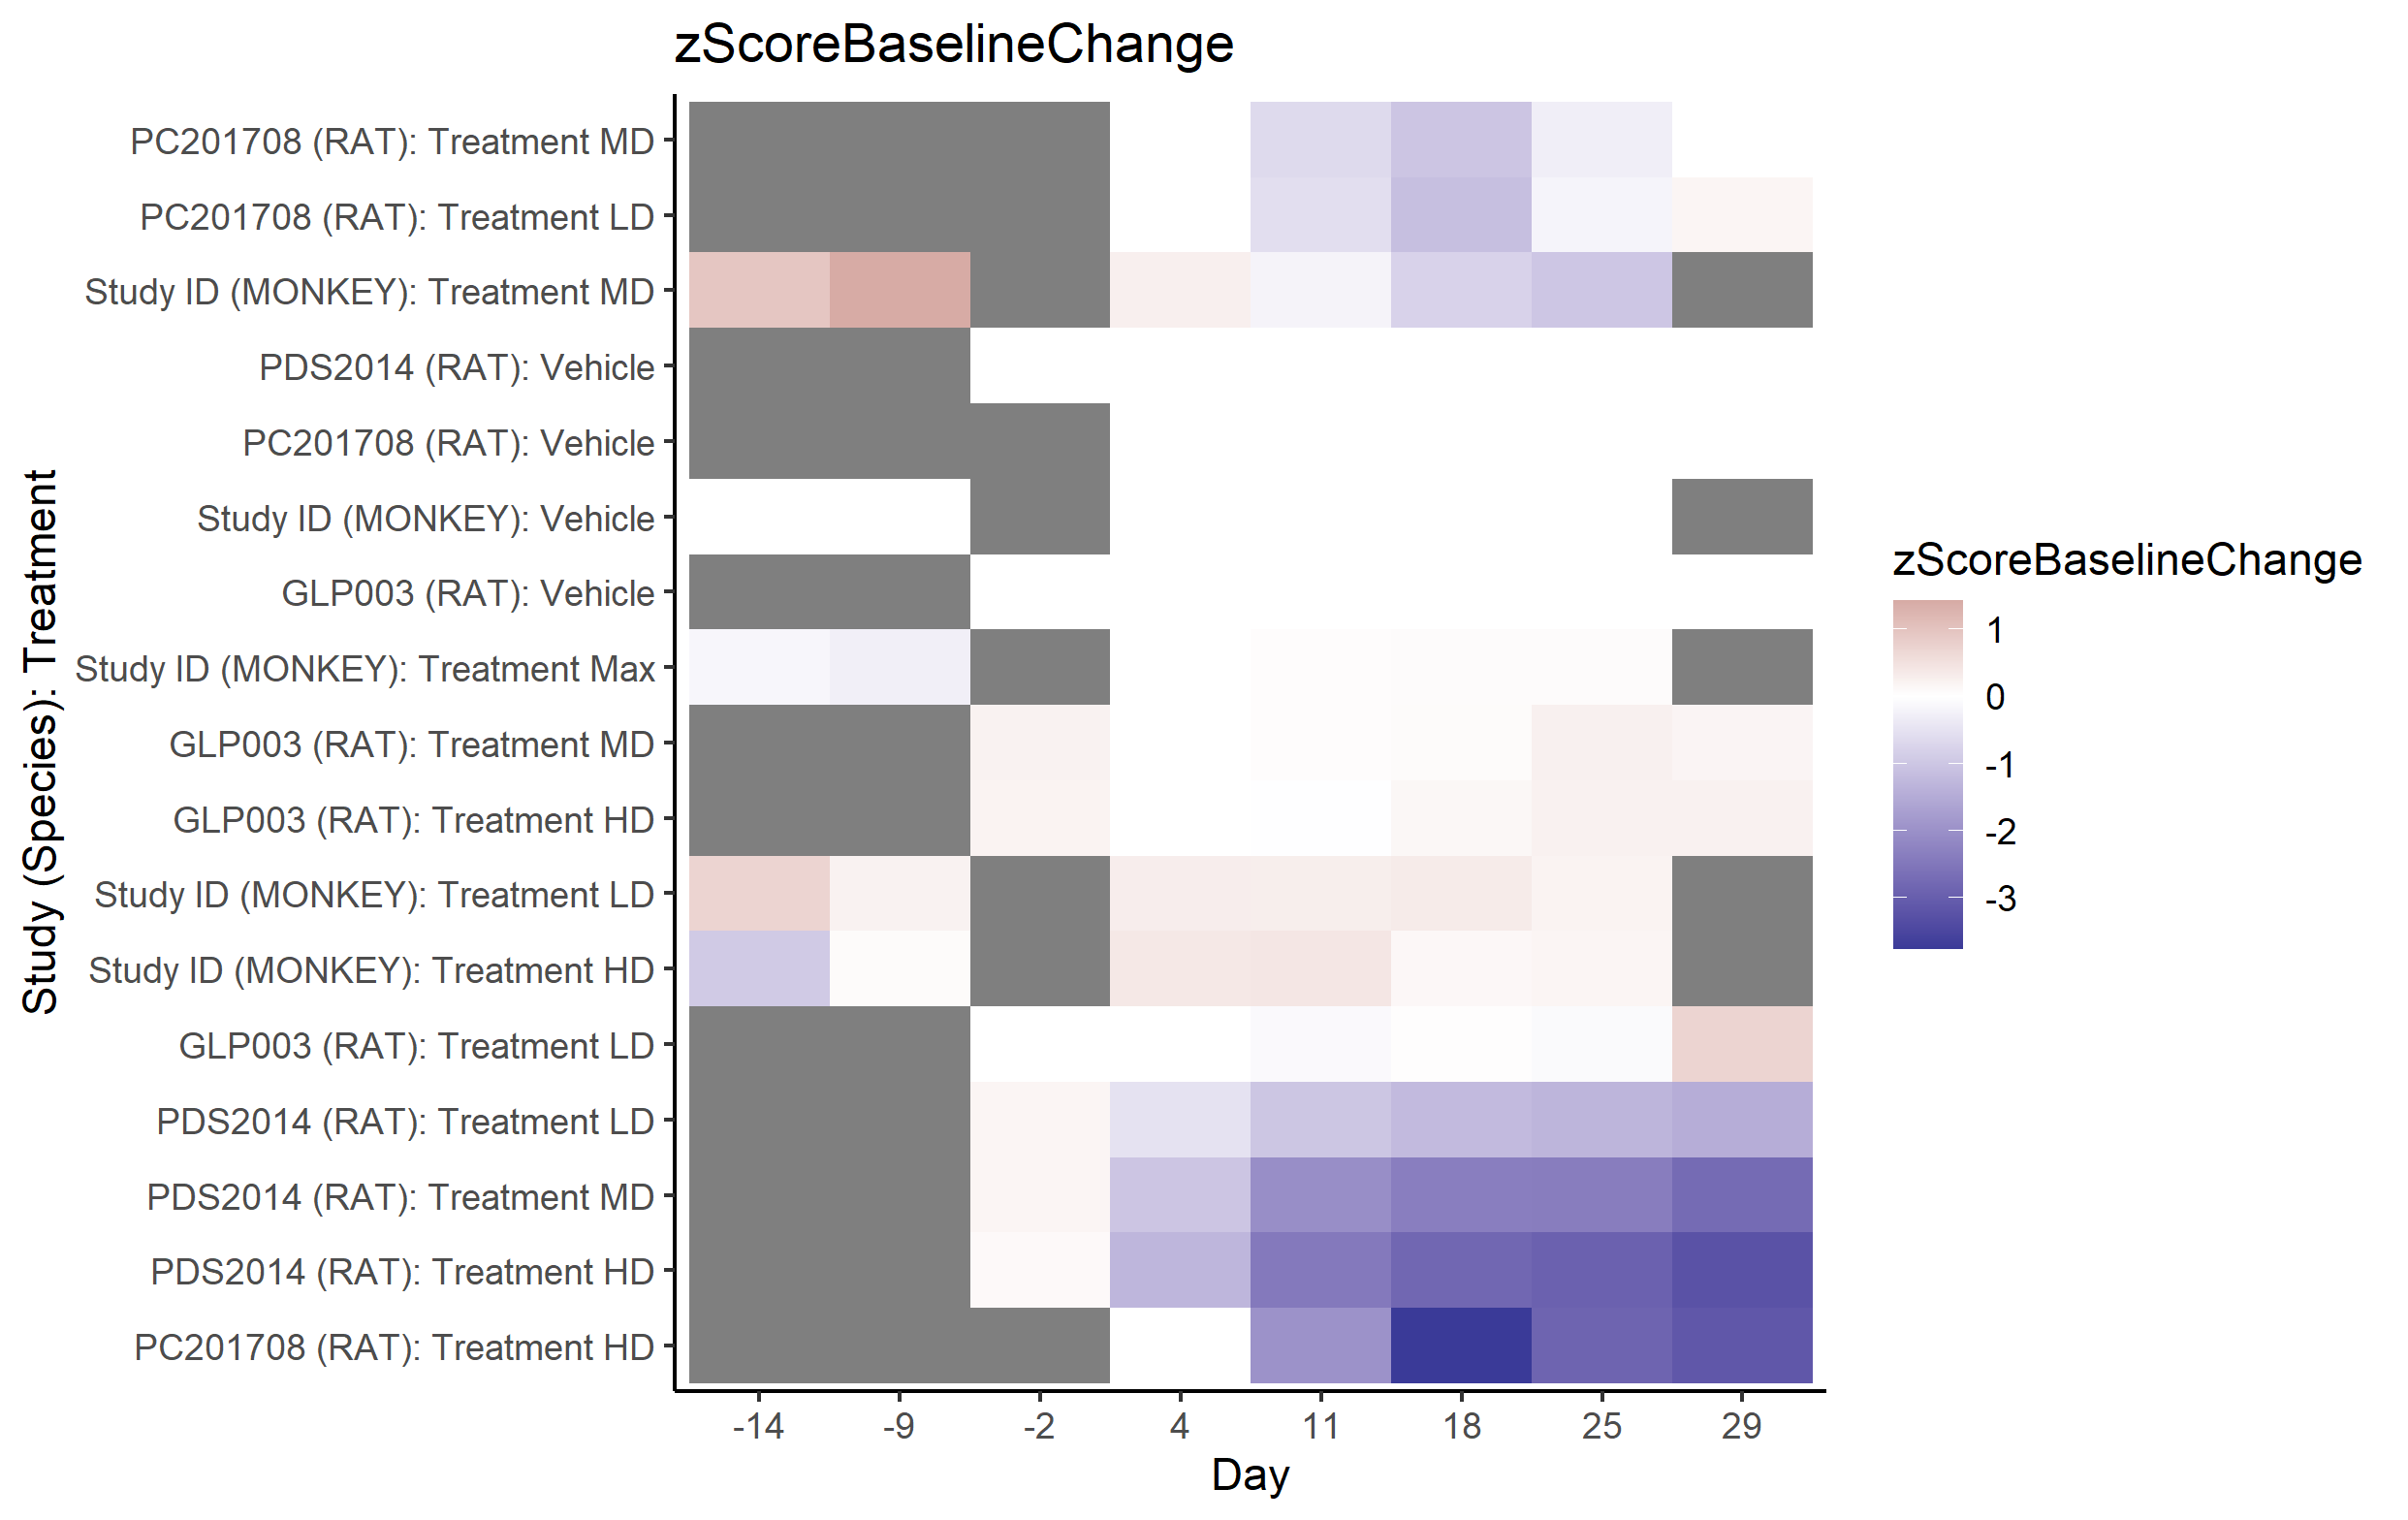 zScoreBaselineChange
Study (Species): Treatment
PC201708 (RAT): Treatment MD
PC201708 (RAT): Treatment LD
Study ID (MONKEY): Treatment MD
PDS2014 (RAT): Vehicle
PC201708 (RAT): Vehicle
Study ID (MONKEY): Vehicle
GLP003 (RAT): Vehicle
Study ID (MONKEY): Treatment Max
GLP003 (RAT): Treatment MD
GLP003 (RAT): Treatment HD
Study ID (MONKEY): Treatment LD
Study ID (MONKEY): Treatment HD
GLP003 (RAT): Treatment LD
PDS2014 (RAT): Treatment LD
PDS2014 (RAT): Treatment MD
PDS2014 (RAT): Treatment HD
PC201708 (RAT): Treatment HD
-14 -9 -2 4 11 18 25 29
Day
zScoreBaselineChange
1
0
-1
-2
-3